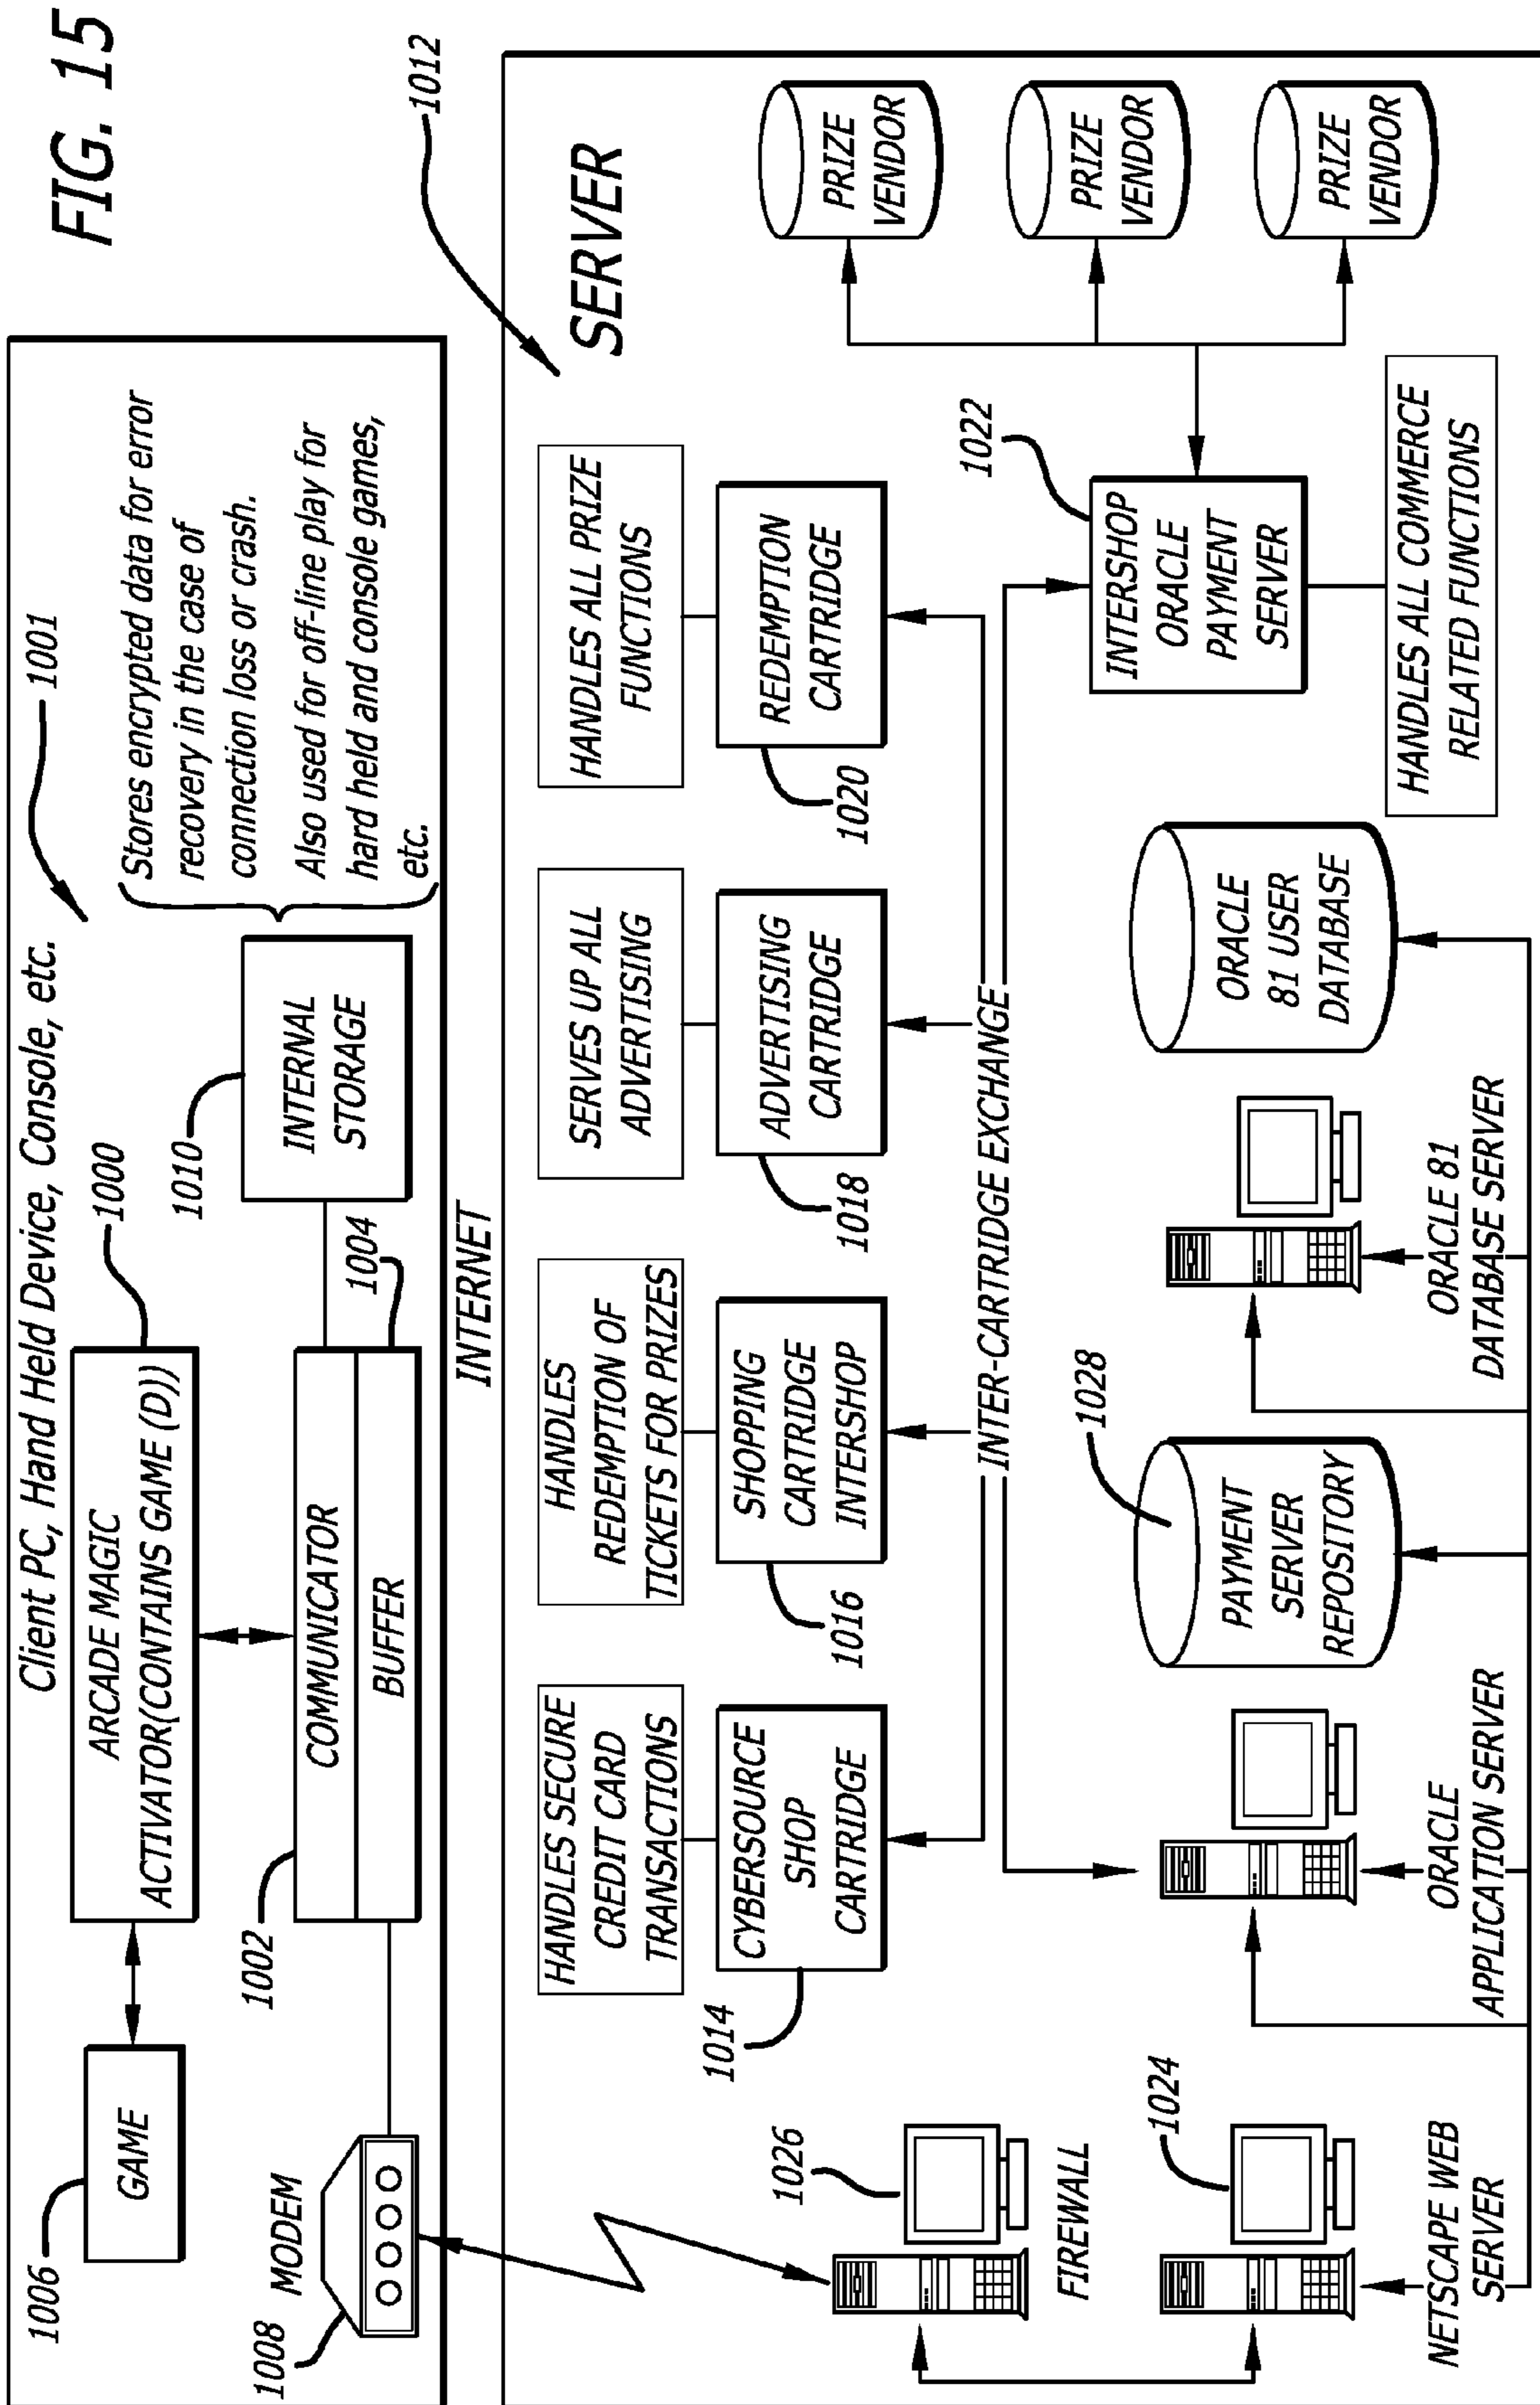 FIG. 15
Client PC, Hand Held Device, Console, etc.
1001
1006
GAME
ARCADE MAGIC
ACTIVATOR(CONTAINS GAME (D))
1000
1008
MODEM
1002
COMMUNICATOR
BUFFER
1004
1010
INTERNAL
STORAGE
Stores encrypted data for error
recovery in the case of
connection loss or crash.
Also used for off-line play for
hard held and console games,
etc.
INTERNET
1012
SERVER
HANDLES SECURE
CREDIT CARD
TRANSACTIONS
HANDLES
REDEMPTION OF
TICKETS FOR PRIZES
SERVES UP ALL
ADVERTISING
HANDLES ALL PRIZE
FUNCTIONS
1014
CYBERSOURCE
SHOP
CARTRIDGE
1016
SHOPPING
CARTRIDGE
INTERSHOP
1018
ADVERTISING
CARTRIDGE
1020
REDEMPTION
CARTRIDGE
PRIZE
VENDOR
PRIZE
VENDOR
PRIZE
VENDOR
INTER-CARTRIDGE EXCHANGE
1022
INTERSHOP
ORACLE
PAYMENT
SERVER
HANDLES ALL COMMERCE
RELATED FUNCTIONS
1026
FIREWALL
1024
NETSCAPE WEB
SERVER
ORACLE
APPLICATION SERVER
1028
PAYMENT
SERVER
REPOSITORY
ORACLE 81
DATABASE SERVER
ORACLE
81 USER
DATABASE